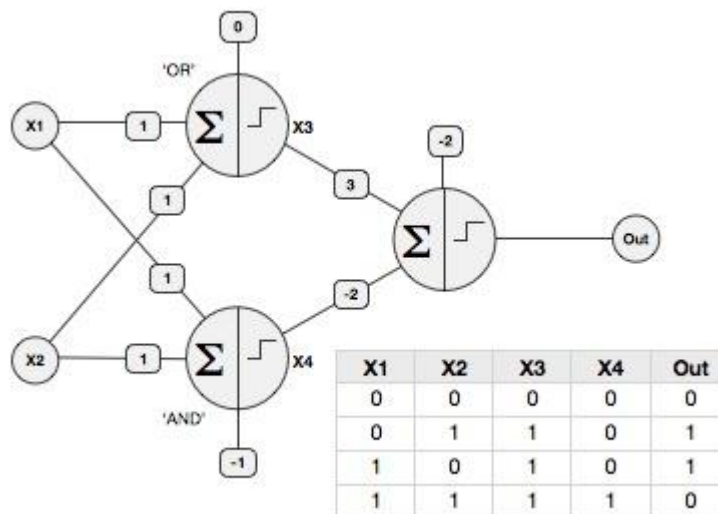 0
'OR'
X1
1
Σ
X3
-2
1
3
Σ
Out
1
-2
X2
1
Σ
X4
'AND'
-1
X1 X2 X3 X4 Out
0 0 0 0 0
0 1 1 0 1
1 0 1 0 1
1 1 1 1 0